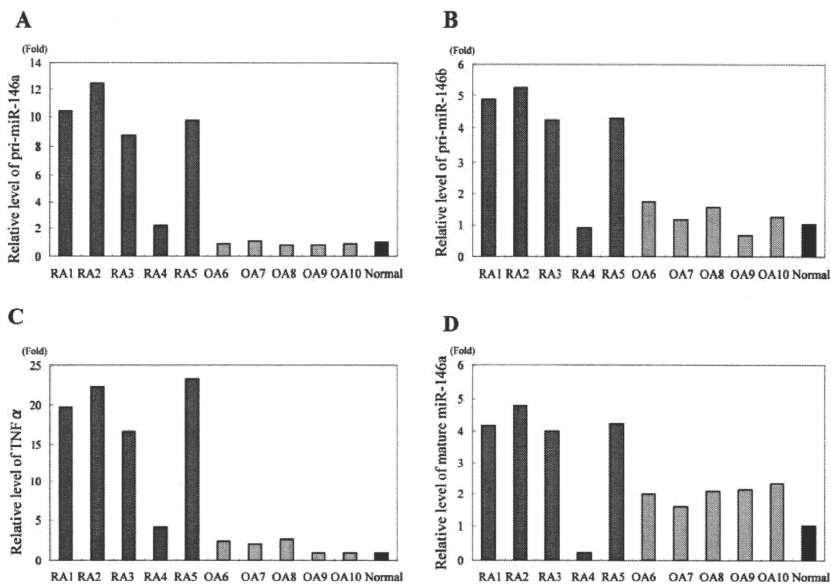 A
(Fold)
Relative level of pri-miR-146a
14
12
10
8
6
4
2
0
RA1 RA2 RA3 RA4 RA5 OA6 OA7 OA8 OA9 OA10 Normal
B
(Fold)
Relative level of pri-miR-146b
6
5
4
3
2
1
0
RA1 RA2 RA3 RA4 RA5 OA6 OA7 OA8 OA9 OA10 Normal
C
(Fold)
Relative level of TNF α
25
20
15
10
5
0
RA1 RA2 RA3 RA4 RA5 OA6 OA7 OA8 OA9 OA10 Normal
D
(Fold)
Relative level of mature miR-146a
6
5
4
3
2
1
0
RA1 RA2 RA3 RA4 RA5 OA6 OA7 OA8 OA9 OA10 Normal